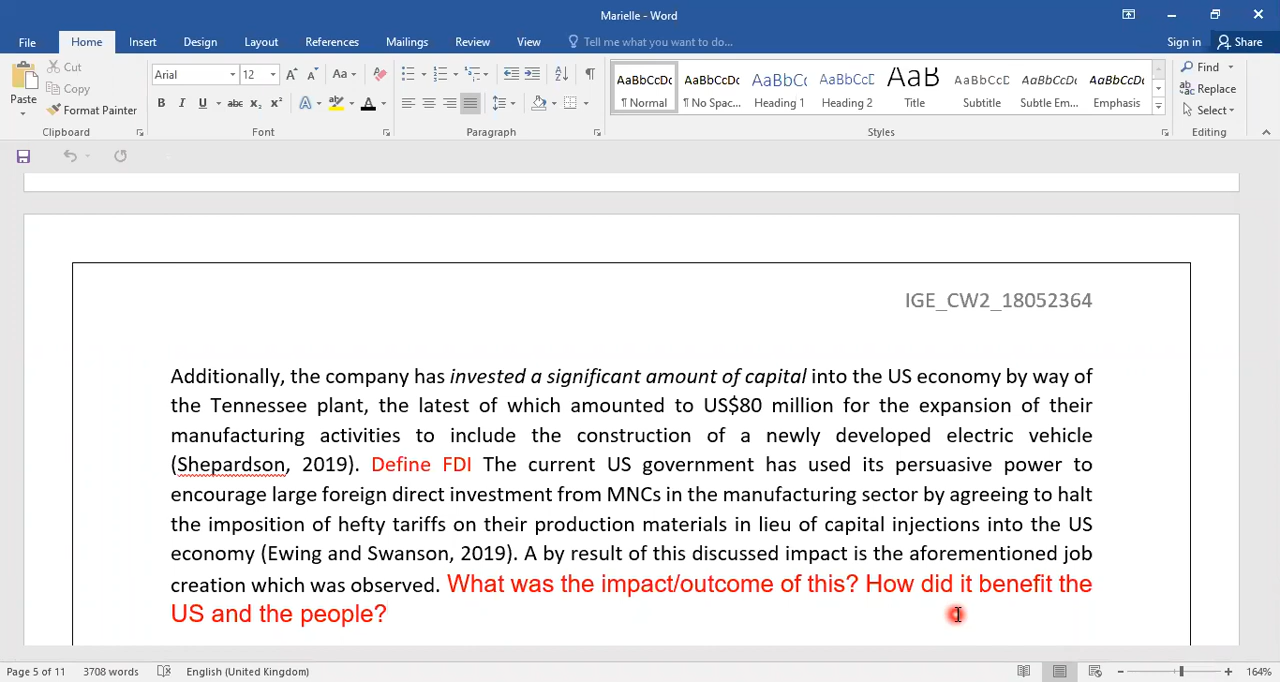 Marielle - Word
File Home Insert Design Layout References Mailings Review View Tell me what you want to do... Sign in Share
Paste
Cut
Copy
Format Painter
Clipboard
Arial 12
Aa
B I U abc x₂ x² A A
Font
Paragraph
AaBbCcDc AaBbCcDc AaBbCc AaBbCcD AaB AaBbCcD AaBbCcDc AaBbCcDc
¶ Normal ¶ No Spac... Heading 1 Heading 2 Title Subtitle Subtle Em... Emphasis
Styles
Find
Replace
Select
Editing
IGE_CW2_18052364
Additionally, the company has invested a significant amount of capital into the US economy by way of
the Tennessee plant, the latest of which amounted to US$80 million for the expansion of their
manufacturing activities to include the construction of a newly developed electric vehicle
(Shepardson, 2019). Define FDI The current US government has used its persuasive power to
encourage large foreign direct investment from MNCs in the manufacturing sector by agreeing to halt
the imposition of hefty tariffs on their production materials in lieu of capital injections into the US
economy (Ewing and Swanson, 2019). A by result of this discussed impact is the aforementioned job
creation which was observed. What was the impact/outcome of this? How did it benefit the
US and the people?
Page 5 of 11 3708 words English (United Kingdom) 164%